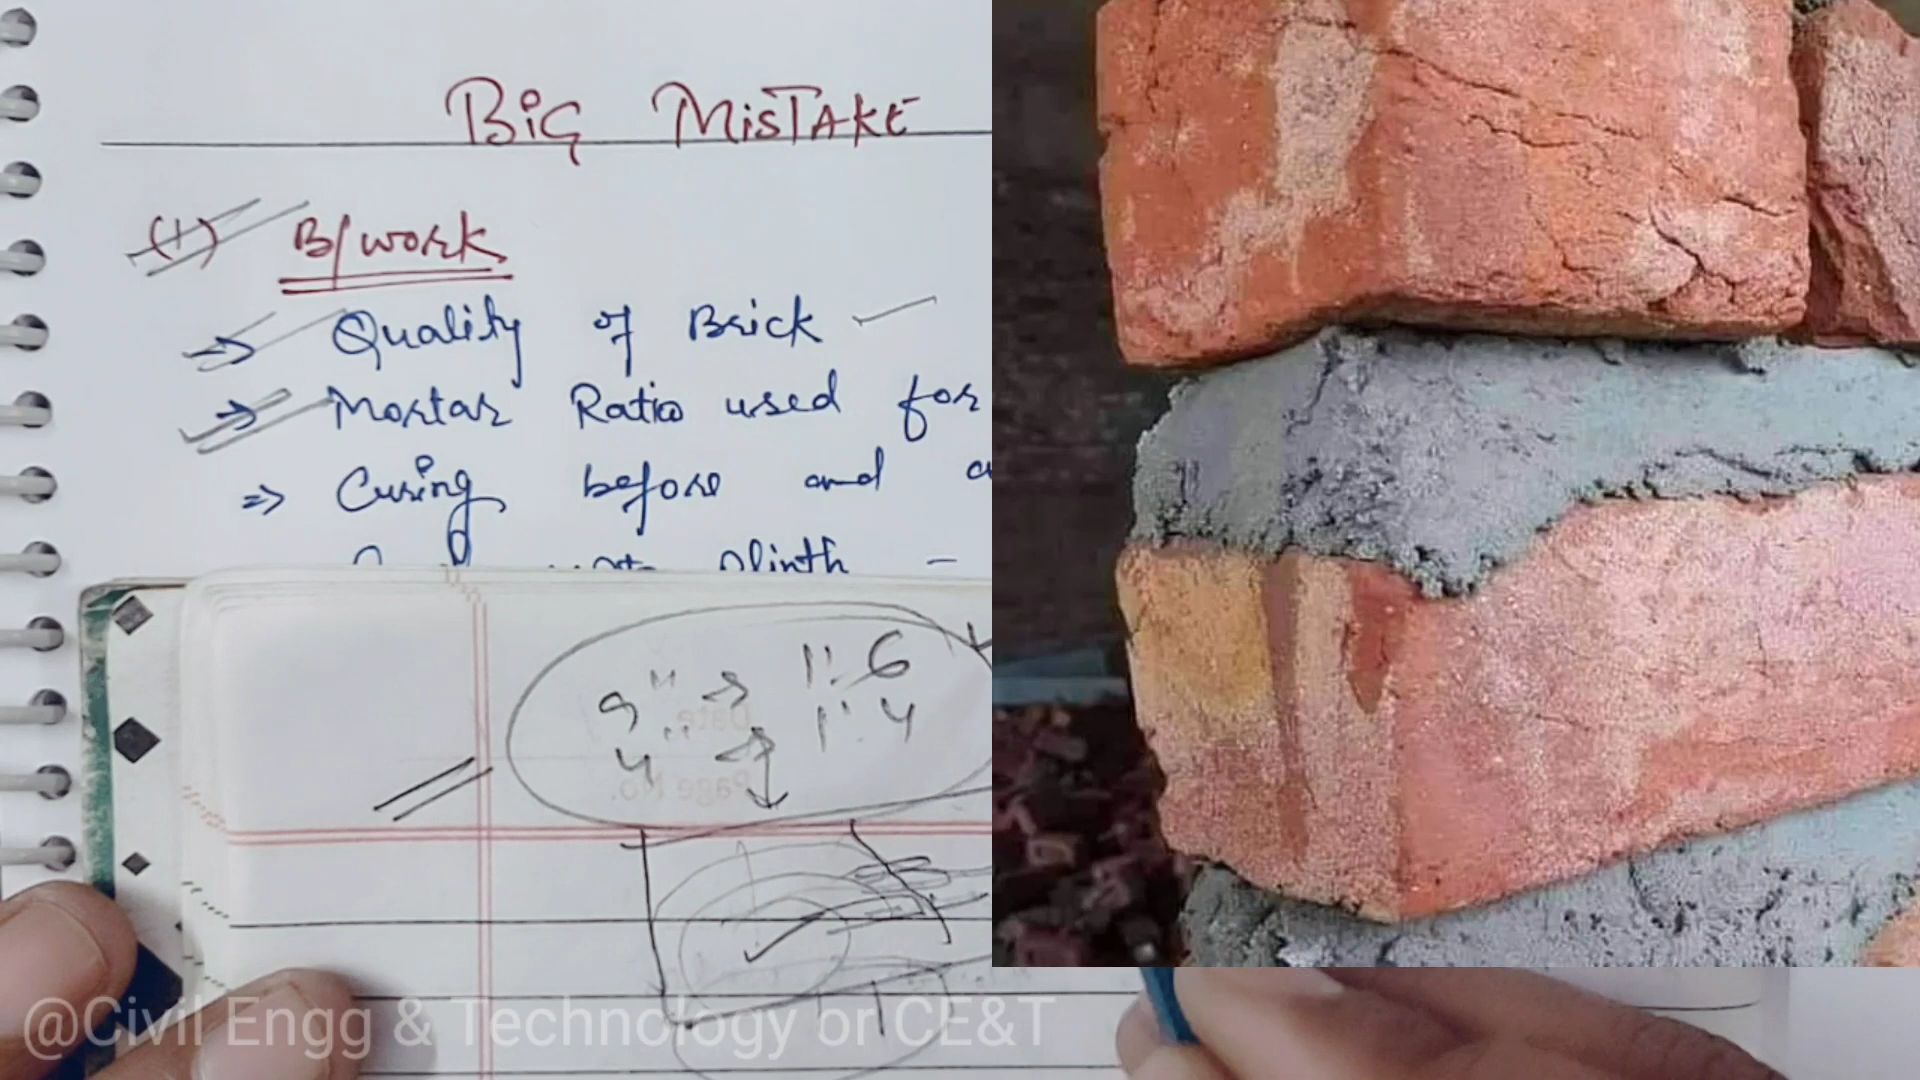 BIG MISTAKE
(1) B/work
⇒ Quality of Brick
⇒ Mortar Ratio used for
⇒ Curing before and
plinth -
9" → 1:6
4" → 1:4
Date
Page No.
@Civil Engg & Technology or CE&T